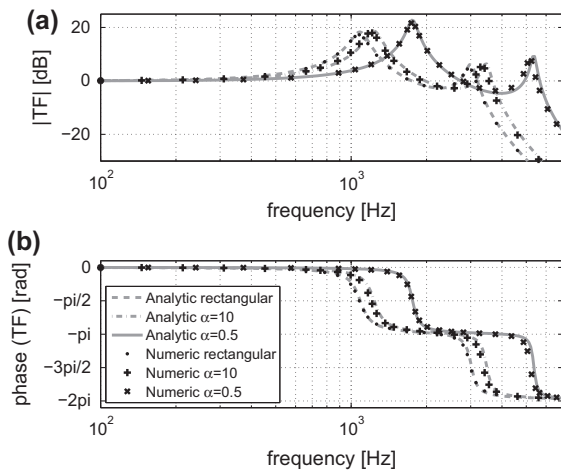 (a)
|TF| [dB]
20
0
−20
10^2
10^3
frequency [Hz]
(b)
phase (TF) [rad]
0
−pi/2
−pi
−3pi/2
−2pi
Analytic rectangular
Analytic α=10
Analytic α=0.5
Numeric rectangular
Numeric α=10
Numeric α=0.5
10^2
10^3
frequency [Hz]